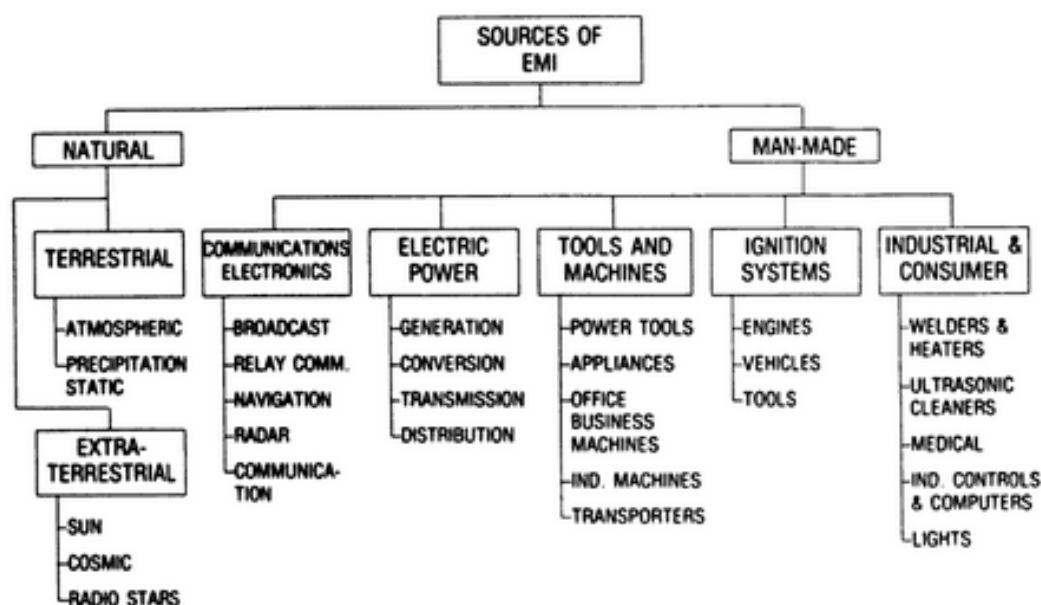 SOURCES OF
EMI
NATURAL
MAN-MADE
TERRESTRIAL
ATMOSPHERIC
PRECIPITATION
STATIC
EXTRA-
TERRESTRIAL
SUN
COSMIC
RADIO STARS
COMMUNICATIONS
ELECTRONICS
BROADCAST
RELAY COMM.
NAVIGATION
RADAR
COMMUNICA-
TION
ELECTRIC
POWER
GENERATION
CONVERSION
TRANSMISSION
DISTRIBUTION
TOOLS AND
MACHINES
POWER TOOLS
APPLIANCES
OFFICE
BUSINESS
MACHINES
IND. MACHINES
TRANSPORTERS
IGNITION
SYSTEMS
ENGINES
VEHICLES
TOOLS
INDUSTRIAL &
CONSUMER
WELDERS &
HEATERS
ULTRASONIC
CLEANERS
MEDICAL
IND. CONTROLS
& COMPUTERS
LIGHTS